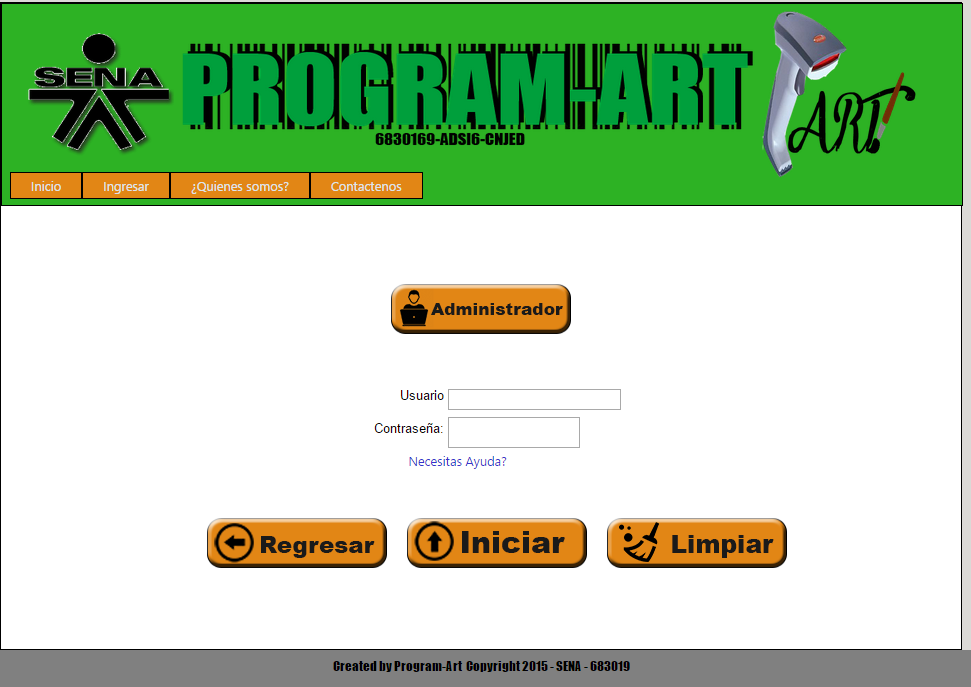 SENA
PROGRAM-ART
6830169-ADSI6-CNJED
ART
Inicio Ingresar ¿Quienes somos? Contactenos
Administrador
Usuario
Contraseña:
Necesitas Ayuda?
Regresar Iniciar Limpiar
Created by Program-Art Copyright 2015 - SENA - 683019